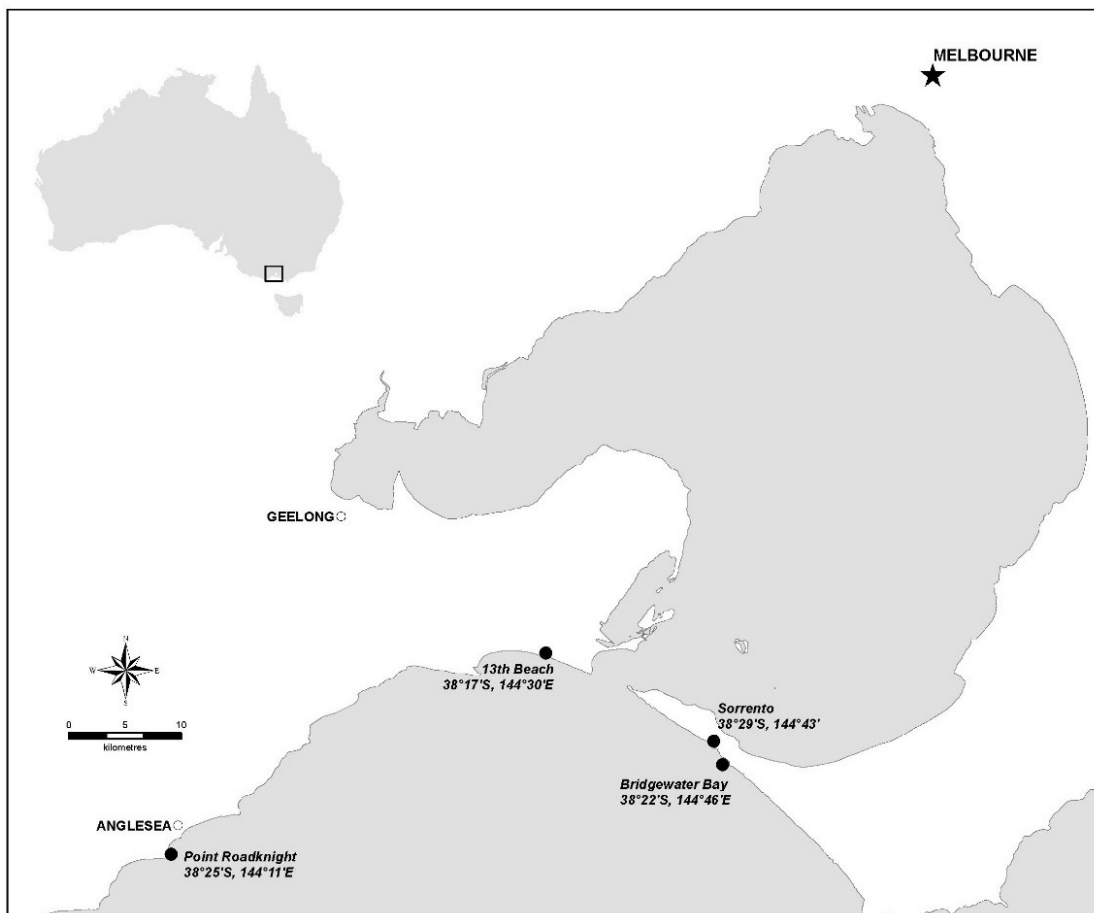 MELBOURNE
GEELONG
N
W E
S
13th Beach
38°17'S, 144°30'E
0 5 10
kilometres
Sorrento
38°29'S, 144°43'
Bridgewater Bay
38°22'S, 144°46'E
ANGLESEA
Point Roadknight
38°25'S, 144°11'E